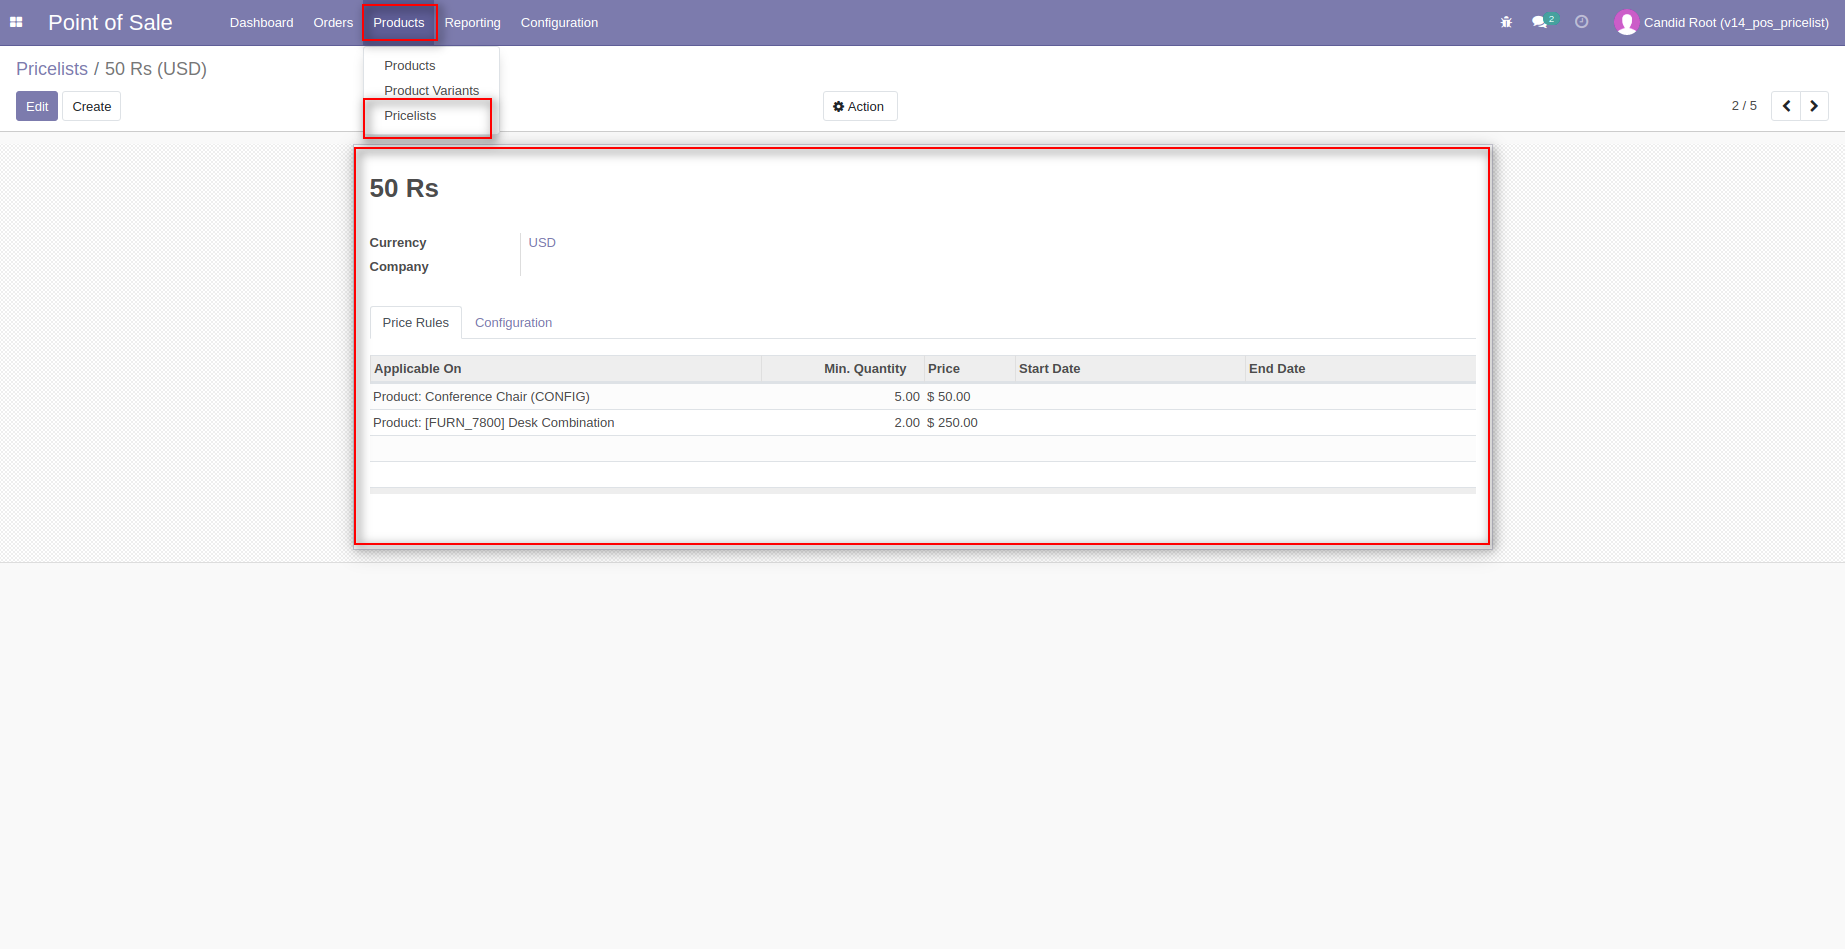 Point of Sale Dashboard Orders Products Reporting Configuration 2 Candid Root (v14_pos_pricelist)
Pricelists / 50 Rs (USD)
Products
Product Variants
Pricelists
Edit Create Action 2 / 5
50 Rs
Currency USD
Company
Price Rules Configuration
Applicable On Min. Quantity Price Start Date End Date
Product: Conference Chair (CONFIG) 5.00 $ 50.00
Product: [FURN_7800] Desk Combination 2.00 $ 250.00